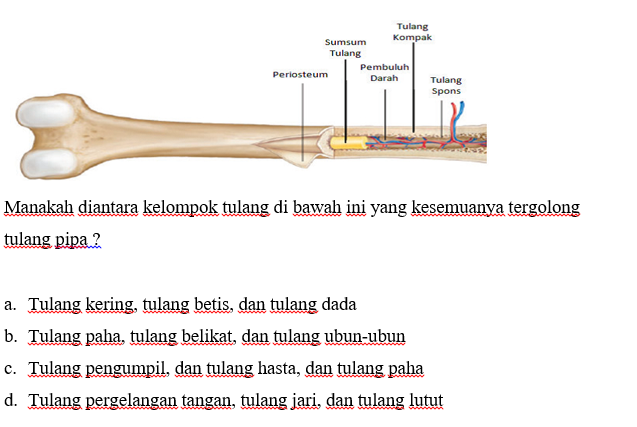 Tulang
Kompak
Sumsum
Tulang
Pembuluh
Darah
Periosteum
Tulang
Spons
Manakah diantara kelompok tulang di bawah ini yang kesemuanya tergolong
tulang pipa ?
a. Tulang kering, tulang betis, dan tulang dada
b. Tulang paha, tulang belikat, dan tulang ubun-ubun
c. Tulang pengumpil, dan tulang hasta, dan tulang paha
d. Tulang pergelangan tangan, tulang jari, dan tulang lutut